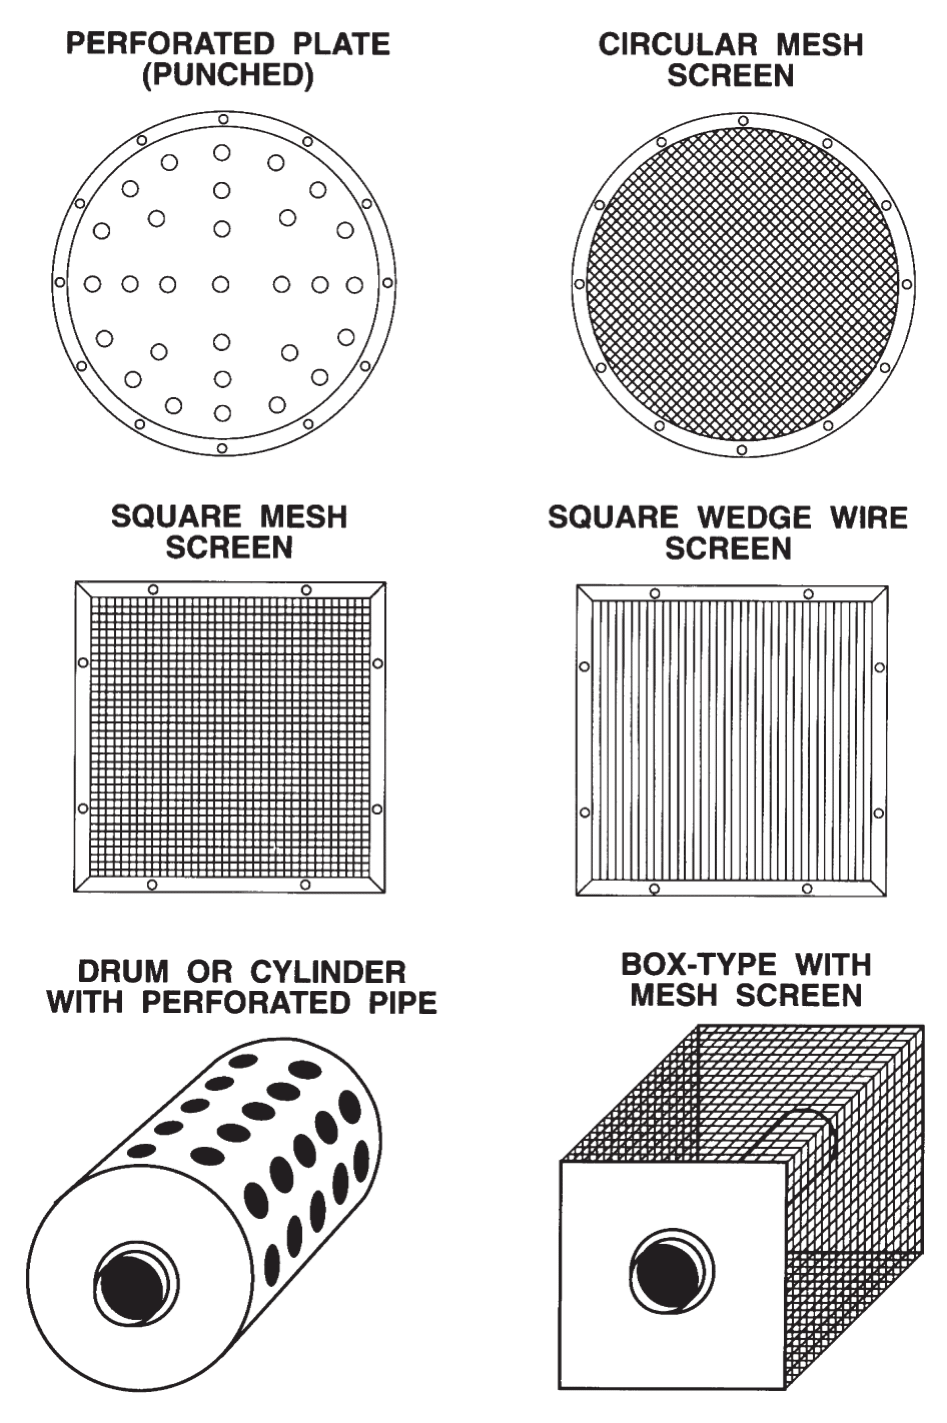 PERFORATED PLATE
(PUNCHED)
CIRCULAR MESH
SCREEN
SQUARE MESH
SCREEN
SQUARE WEDGE WIRE
SCREEN
DRUM OR CYLINDER
WITH PERFORATED PIPE
BOX-TYPE WITH
MESH SCREEN